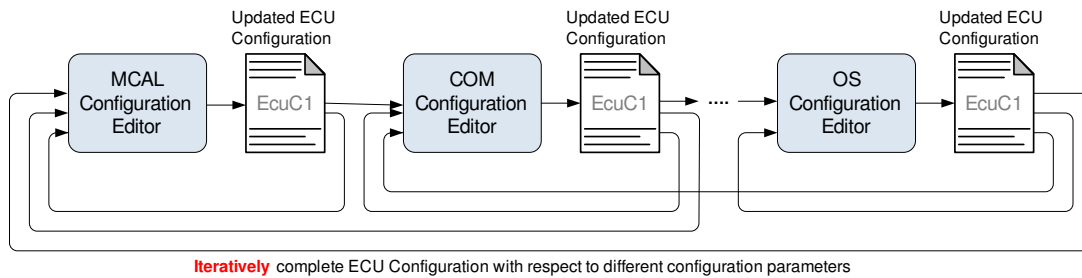 Updated ECU
Configuration
Updated ECU
Configuration
Updated ECU
Configuration
MCAL
Configuration
Editor
EcuC1
COM
Configuration
Editor
EcuC1
....
OS
Configuration
Editor
EcuC1
Iteratively complete ECU Configuration with respect to different configuration parameters